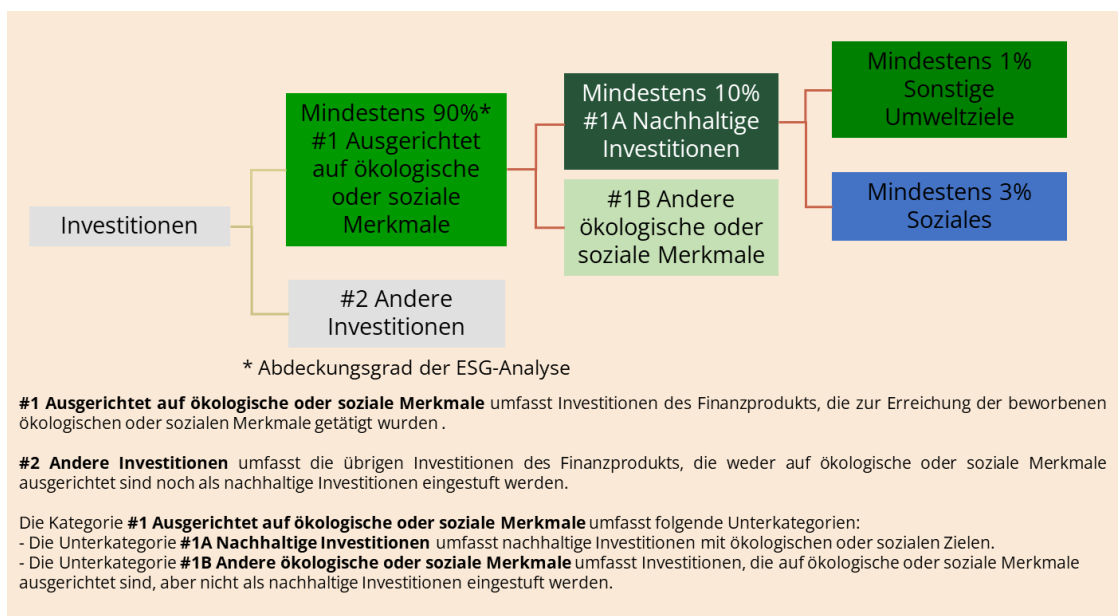 Investitionen
Mindestens 90%*
#1 Ausgerichtet
auf ökologische
oder soziale
Merkmale
#2 Andere
Investitionen
Mindestens 10%
#1A Nachhaltige
Investitionen
#1B Andere
ökologische oder
soziale Merkmale
Mindestens 1%
Sonstige
Umweltziele
Mindestens 3%
Soziales
* Abdeckungsgrad der ESG-Analyse
#1 Ausgerichtet auf ökologische oder soziale Merkmale umfasst Investitionen des Finanzprodukts, die zur Erreichung der beworbenen
ökologischen oder sozialen Merkmale getätigt wurden .
#2 Andere Investitionen umfasst die übrigen Investitionen des Finanzprodukts, die weder auf ökologische oder soziale Merkmale
ausgerichtet sind noch als nachhaltige Investitionen eingestuft werden.
Die Kategorie #1 Ausgerichtet auf ökologische oder soziale Merkmale umfasst folgende Unterkategorien:
- Die Unterkategorie #1A Nachhaltige Investitionen umfasst nachhaltige Investitionen mit ökologischen oder sozialen Zielen.
- Die Unterkategorie #1B Andere ökologische oder soziale Merkmale umfasst Investitionen, die auf ökologische oder soziale Merkmale
ausgerichtet sind, aber nicht als nachhaltige Investitionen eingestuft werden.